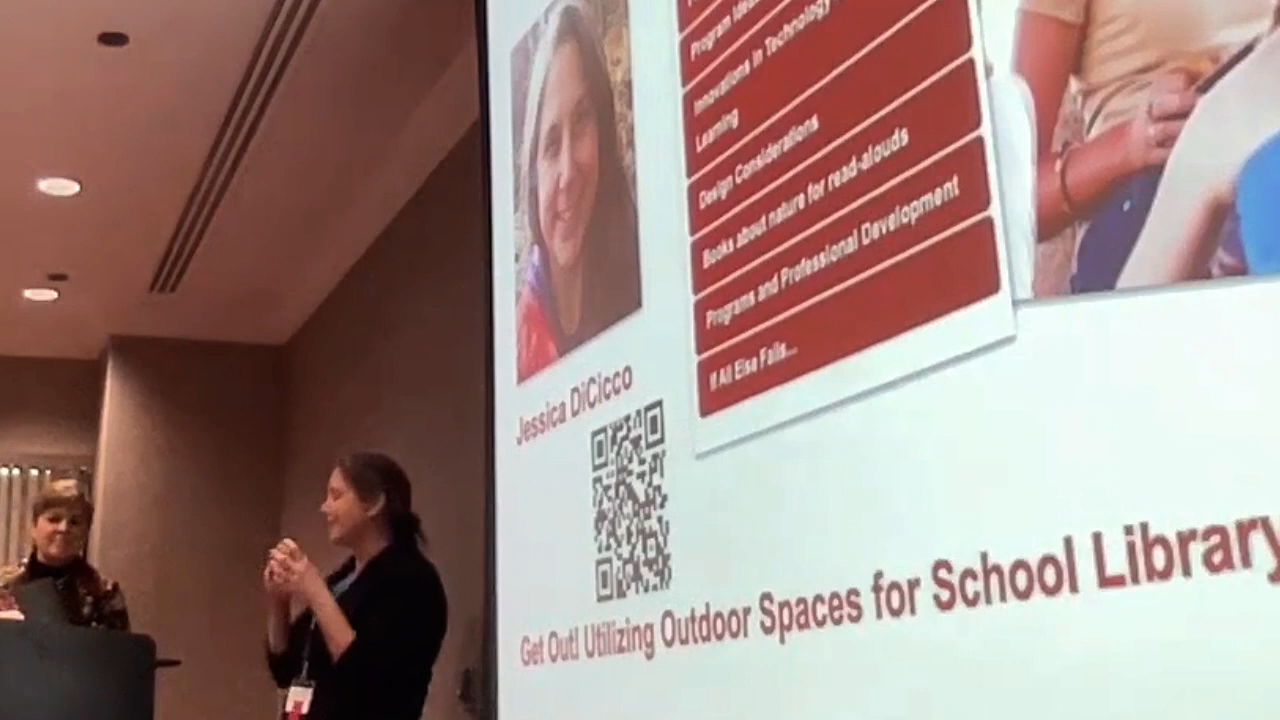 Program Ideas
Innovations in Technology
Learning
Design Considerations
Books about nature for read-alouds
Programs and Professional Development
If All Else Fails...
Jessica DiCicco
Get Out! Utilizing Outdoor Spaces for School Library